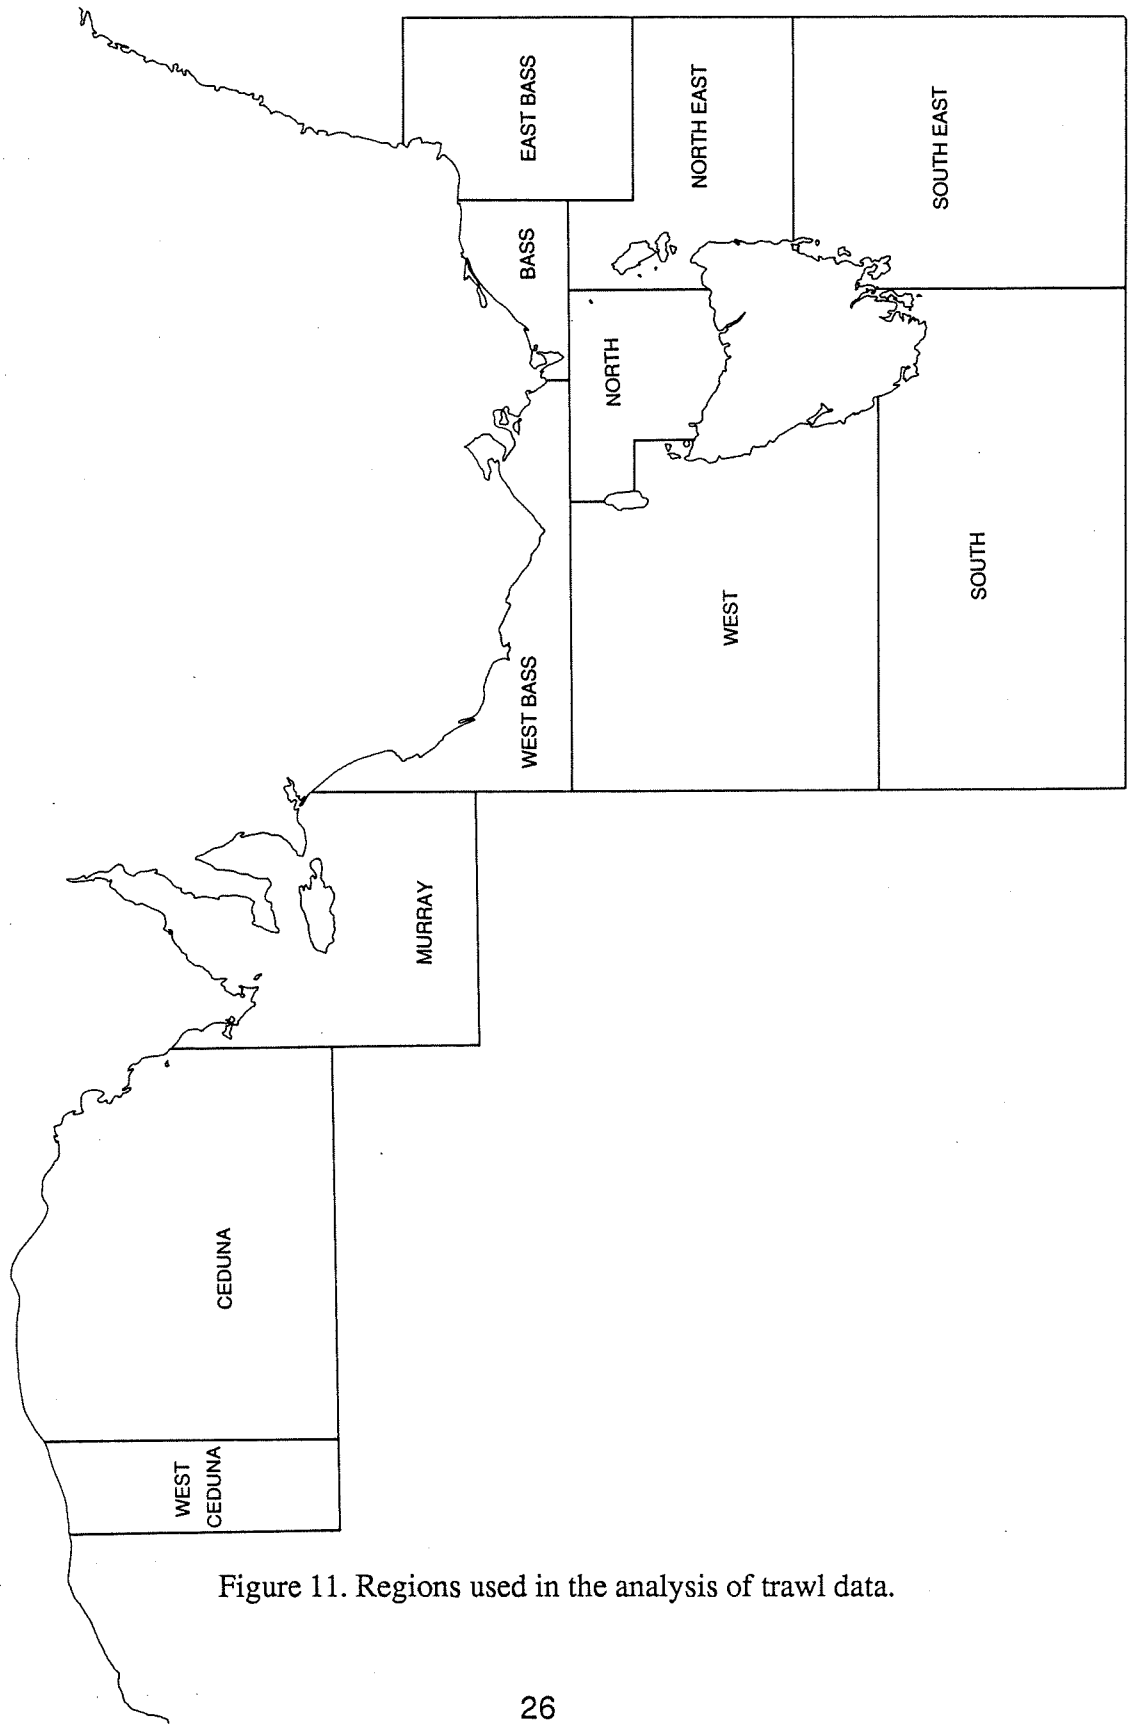 EAST BASS
NORTH EAST
SOUTH EAST
BASS
NORTH
WEST BASS
WEST
SOUTH
MURRAY
CEDUNA
WEST
CEDUNA
Figure 11. Regions used in the analysis of trawl data.
26